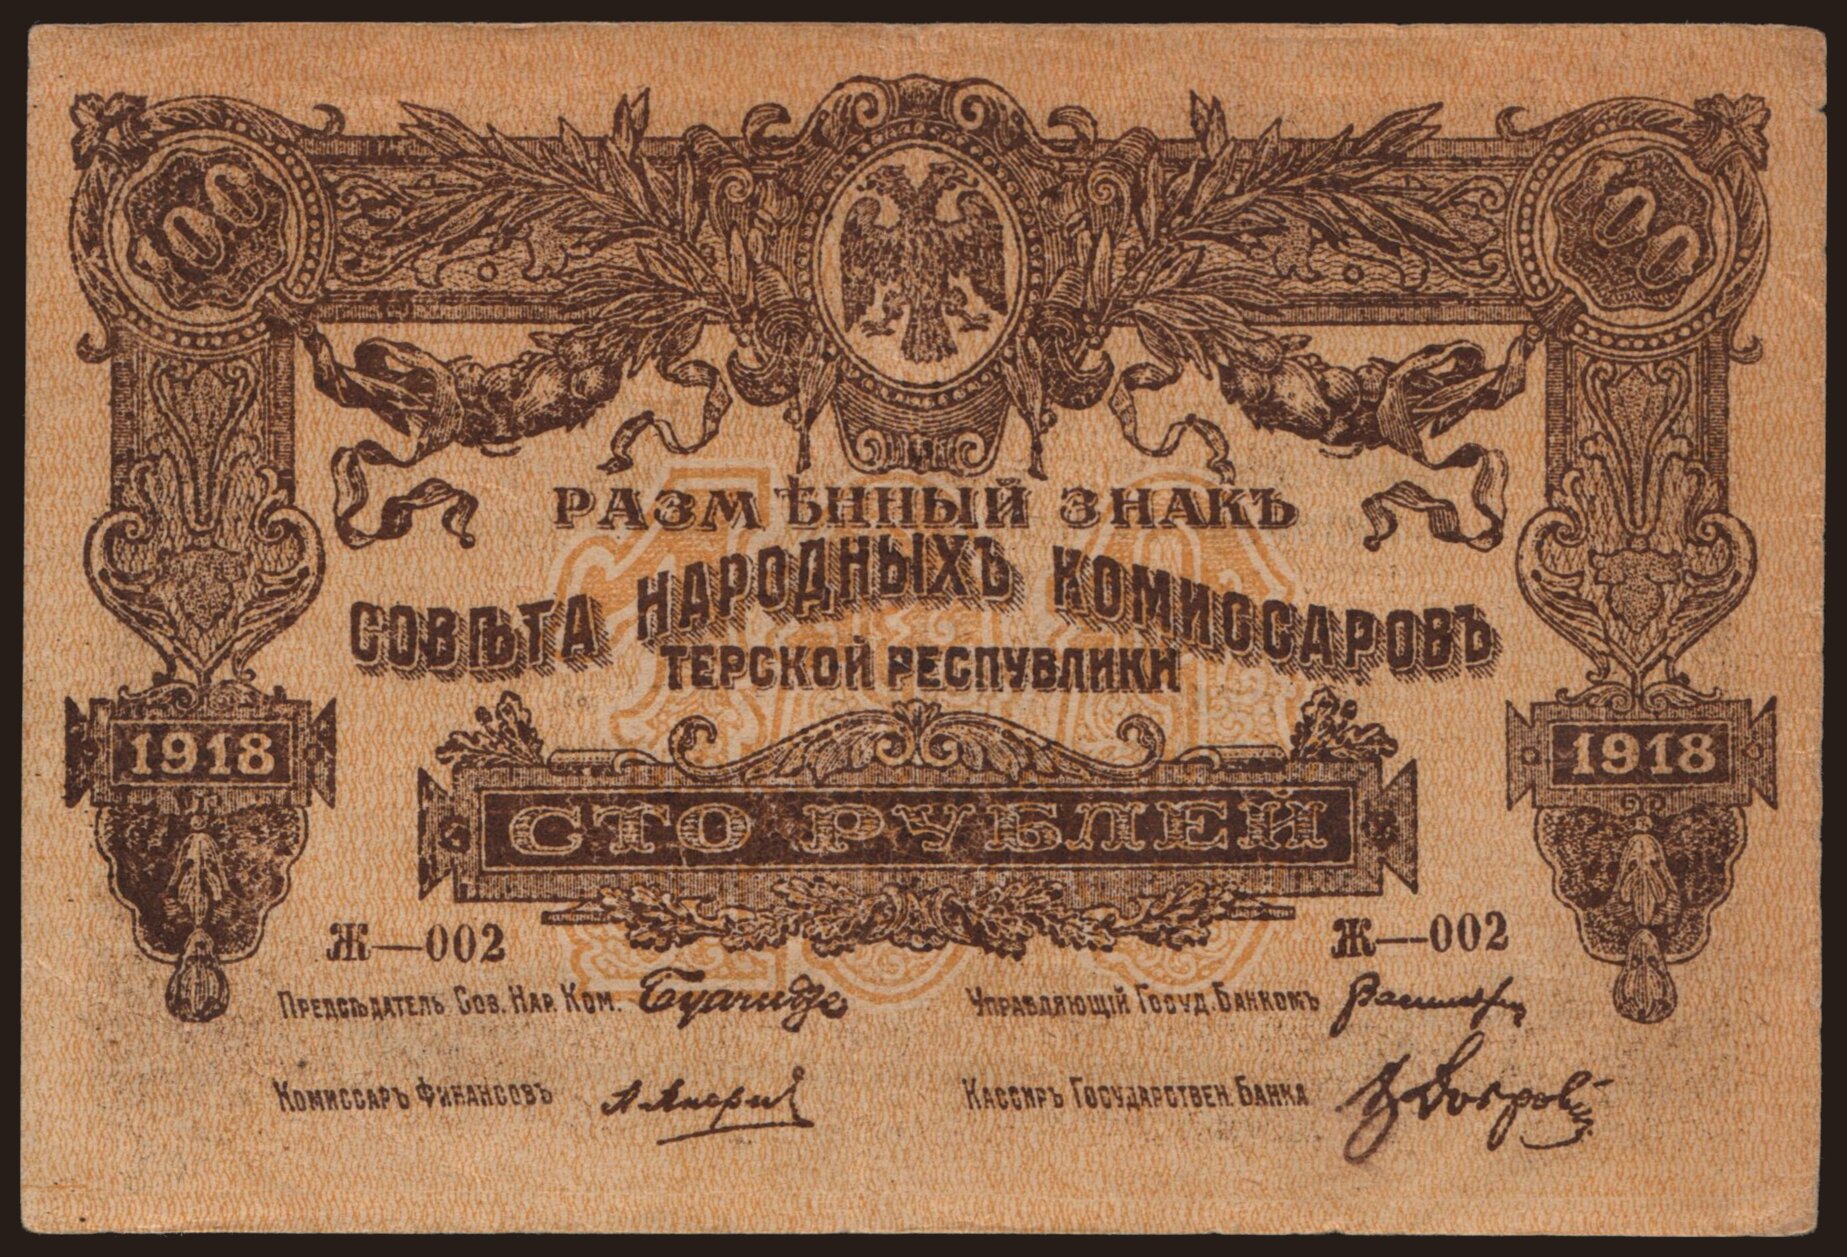 100 100
РАЗМѢННЫЙ ЗНАКЪ
СОВѢТА НАРОДНЫХЪ КОМИССАРОВЪ
ТЕРСКОЙ РЕСПУБЛИКИ
1918 1918
СТО РУБЛЕЙ
Ж—002 Ж—002
ПРЕДСѢДАТЕЛЬ СОВ. НАР. КОМ. Буачидзе УПРАВЛЯЮЩІЙ ГОСУД. БАНКОМЪ
КОМИССАРЪ ФИНАНСОВЪ КАССИРЪ ГОСУДАРСТВЕН. БАНКА